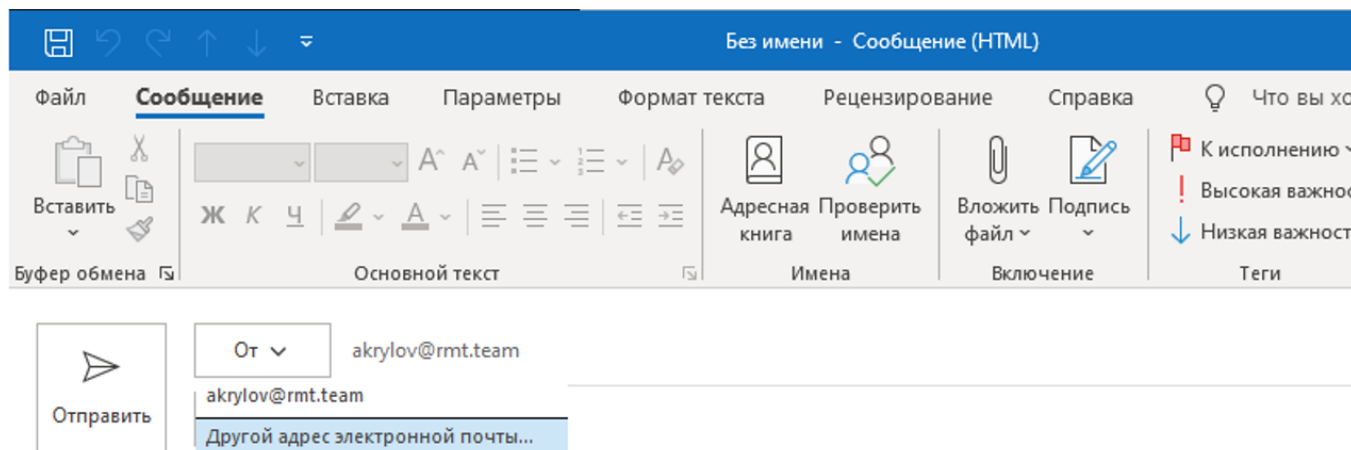 Без имени - Сообщение (HTML)
Файл Сообщение Вставка Параметры Формат текста Рецензирование Справка Что вы хо
Вставить
Буфер обмена
Ж К Ч А
Основной текст
Адресная книга
Проверить имена
Имена
Вложить файл
Подпись
Включение
К исполнению
Высокая важнос
Низкая важност
Теги
Отправить
От akrylov@rmt.team
akrylov@rmt.team
Другой адрес электронной почты...